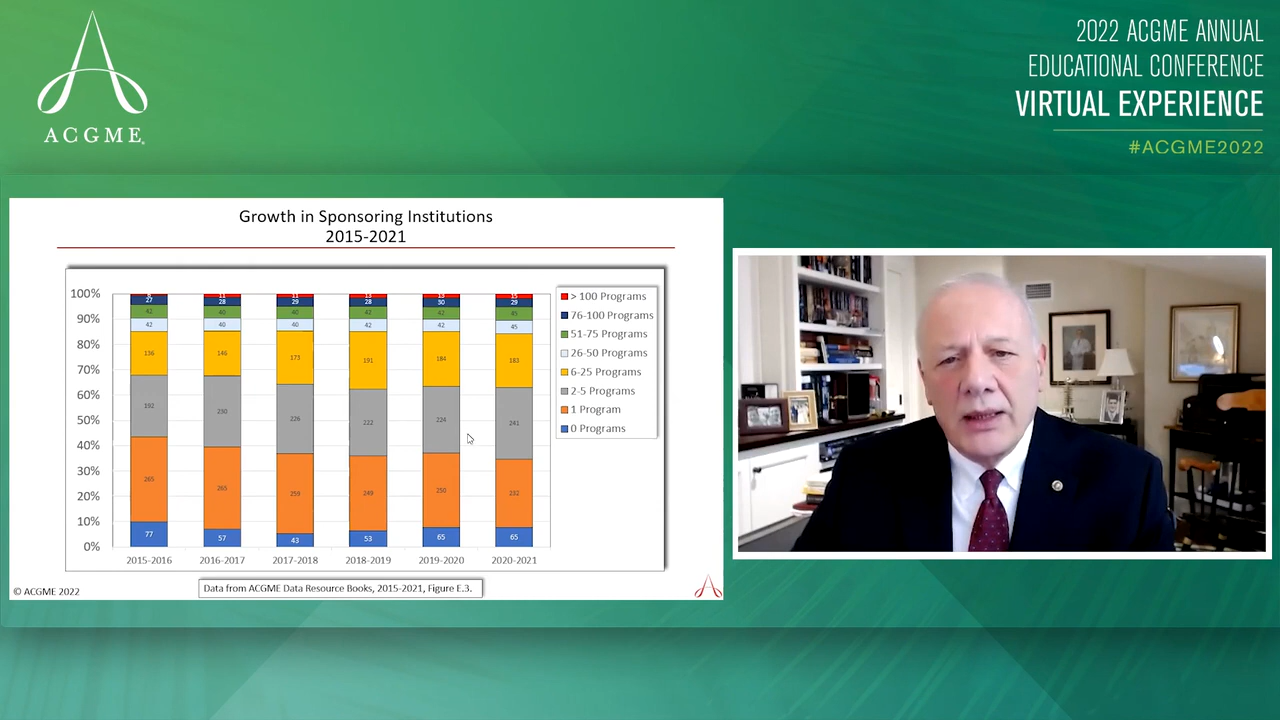 ACGME
2022 ACGME ANNUAL
EDUCATIONAL CONFERENCE
VIRTUAL EXPERIENCE
#ACGME2022
Growth in Sponsoring Institutions
2015-2021
100%
90%
80%
70%
60%
50%
40%
30%
20%
10%
0%
27 28 29 28 30 29
11 11 13 13 15
42 40 40 42 42 45
42 40 40 42 42 45
136 146 173 191 184 183
192 230 226 222 224 241
265 265 259 249 250 232
77 57 43 53 65 65
2015-2016 2016-2017 2017-2018 2018-2019 2019-2020 2020-2021
> 100 Programs
76-100 Programs
51-75 Programs
26-50 Programs
6-25 Programs
2-5 Programs
1 Program
0 Programs
Data from ACGME Data Resource Books, 2015-2021, Figure E.3.
© ACGME 2022